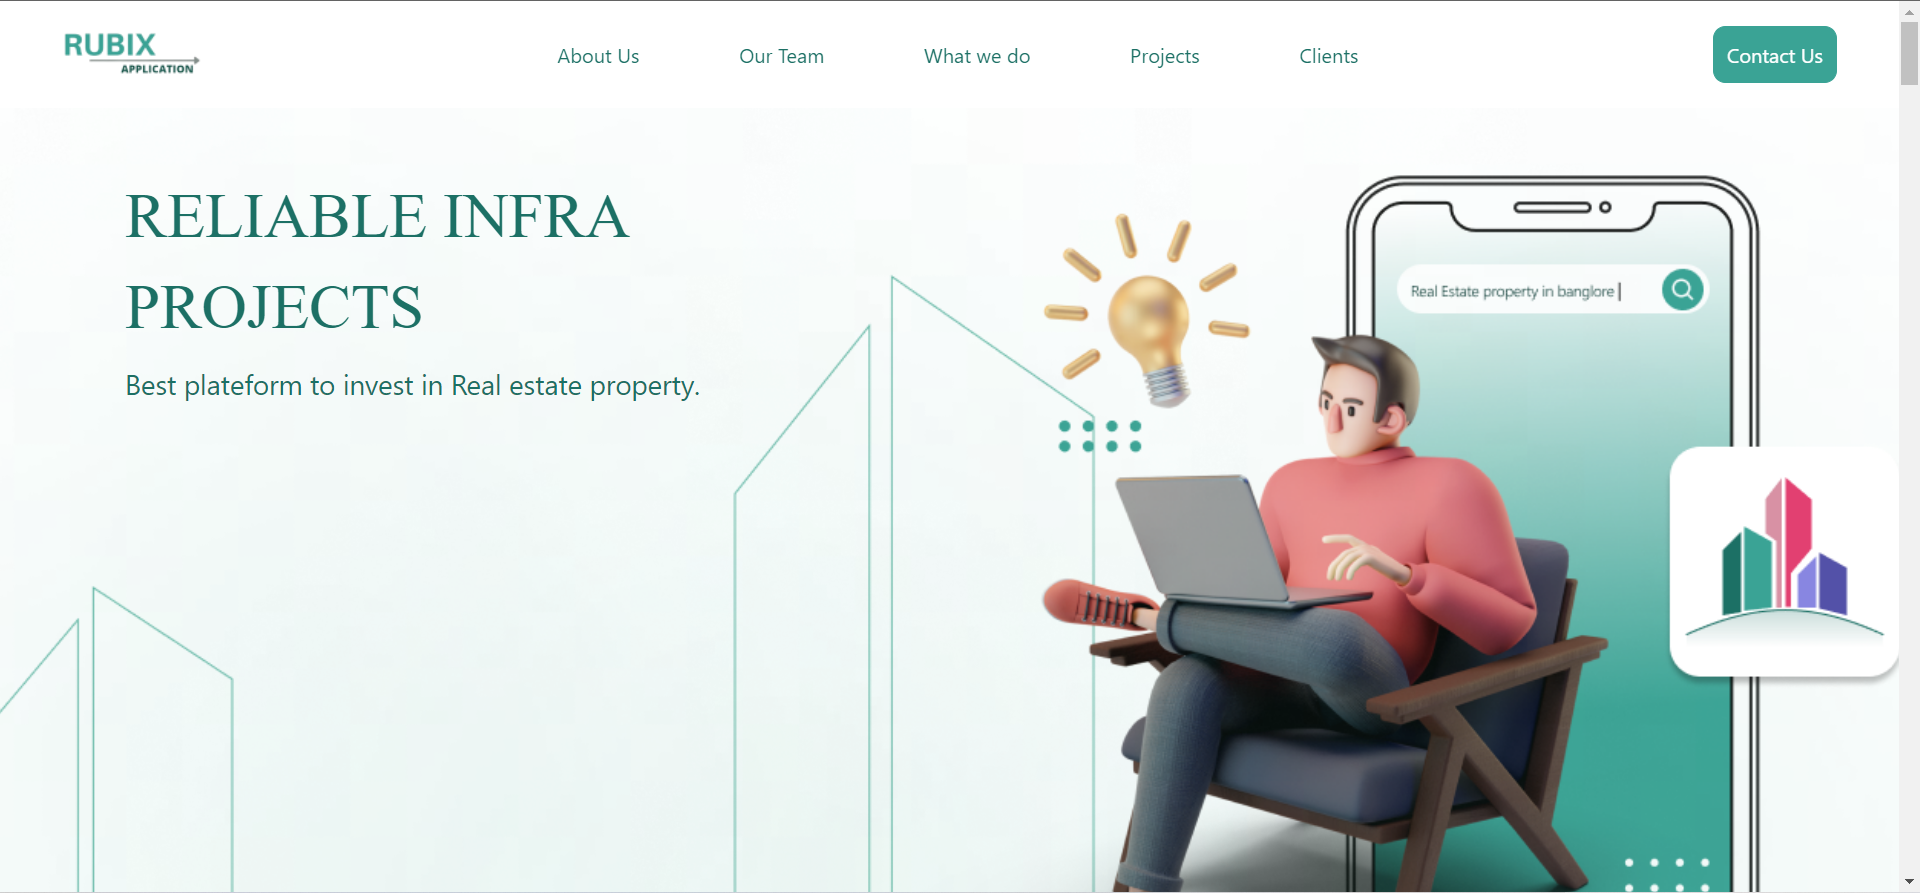 RUBIX
APPLICATION
About Us
Our Team
What we do
Projects
Clients
Contact Us
RELIABLE INFRA
PROJECTS
Best plateform to invest in Real estate property.
Real Estate property in banglore